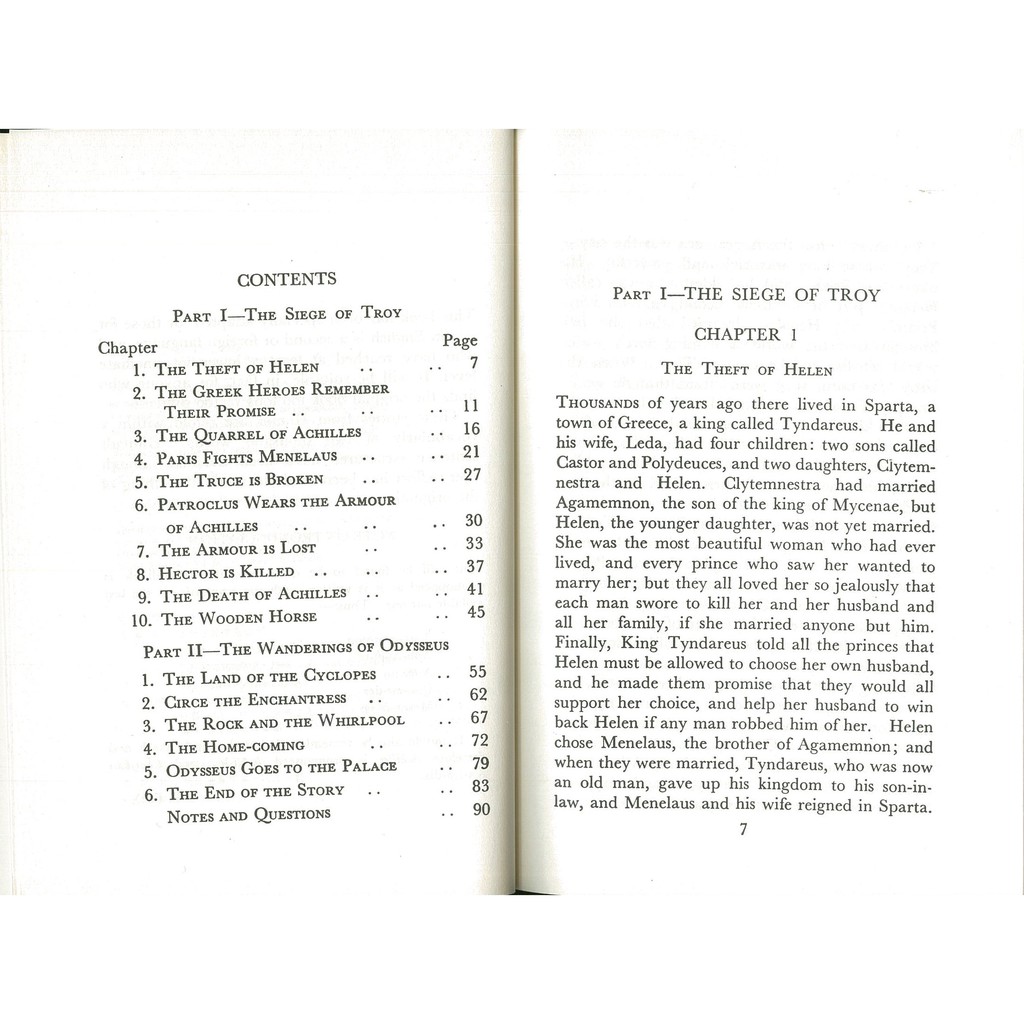 CONTENTS
Part I—The Siege of Troy
Chapter Page
1. The Theft of Helen .. .. 7
2. The Greek Heroes Remember
Their Promise .. .. .. 11
3. The Quarrel of Achilles .. 16
4. Paris Fights Menelaus .. .. 21
5. The Truce is Broken .. .. 27
6. Patroclus Wears the Armour
of Achilles .. .. .. 30
7. The Armour is Lost .. .. 33
8. Hector is Killed .. .. .. 37
9. The Death of Achilles .. .. 41
10. The Wooden Horse .. .. 45
Part II—The Wanderings of Odysseus
1. The Land of the Cyclopes .. 55
2. Circe the Enchantress .. .. 62
3. The Rock and the Whirlpool .. 67
4. The Home-coming .. .. 72
5. Odysseus Goes to the Palace .. 79
6. The End of the Story .. .. 83
Notes and Questions .. 90
Part I—THE SIEGE OF TROY
CHAPTER 1
The Theft of Helen
Thousands of years ago there lived in Sparta, a
town of Greece, a king called Tyndareus. He and
his wife, Leda, had four children: two sons called
Castor and Polydeuces, and two daughters, Clytem-
nestra and Helen. Clytemnestra had married
Agamemnon, the son of the king of Mycenae, but
Helen, the younger daughter, was not yet married.
She was the most beautiful woman who had ever
lived, and every prince who saw her wanted to
marry her; but they all loved her so jealously that
each man swore to kill her and her husband and
all her family, if she married anyone but him.
Finally, King Tyndareus told all the princes that
Helen must be allowed to choose her own husband,
and he made them promise that they would all
support her choice, and help her husband to win
back Helen if any man robbed him of her. Helen
chose Menelaus, the brother of Agamemnon; and
when they were married, Tyndareus, who was now
an old man, gave up his kingdom to his son-in-
law, and Menelaus and his wife reigned in Sparta.
7